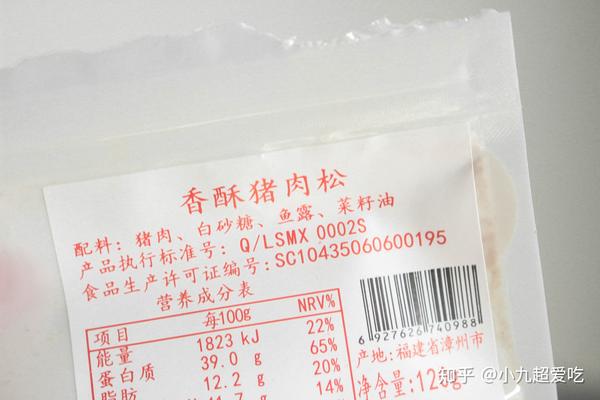 香酥猪肉松
配料: 猪肉、白砂糖、鱼露、菜籽油
产品执行标准号: Q/LSMX 0002S
食品生产许可证编号: SC10435060600195
营养成分表
项目 每100g NRV%
能量 1823 kJ 22%
蛋白质 39.0 g 65%
脂肪 12.2 g 20%
14%
6 927626 740988
产地: 福建省漳州市
净含量:
知乎 @小九超爱吃